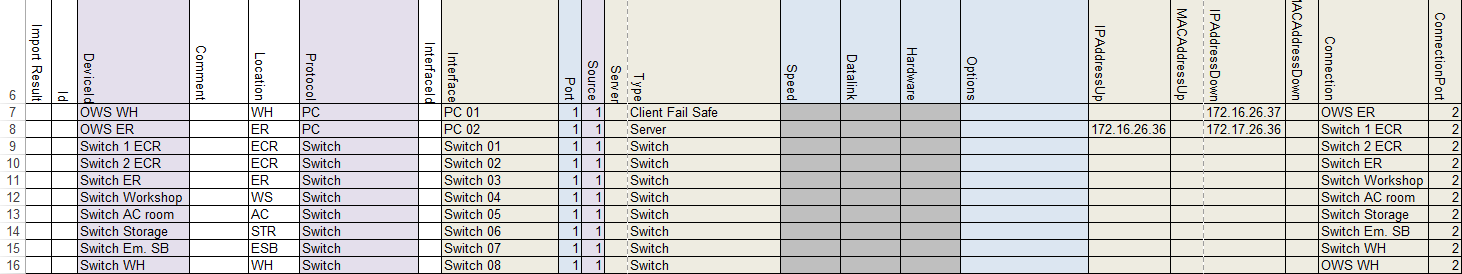 6 Import Result Id DeviceId Comment Location Protocol InterfaceId Interface Port Source Server Type Speed Datalink Hardware Options IPAddressUp MACAddressUp IPAddressDown MACAddressDown Connection ConnectionPort
7 OWS WH WH PC PC 01 1 1 Client Fail Safe 172.16.26.37 OWS ER 2
8 OWS ER ER PC PC 02 1 1 Server 172.16.26.36 172.17.26.36 Switch 1 ECR 2
9 Switch 1 ECR ECR Switch Switch 01 1 1 Switch Switch 2 ECR 2
10 Switch 2 ECR ECR Switch Switch 02 1 1 Switch Switch ER 2
11 Switch ER ER Switch Switch 03 1 1 Switch Switch Workshop 2
12 Switch Workshop WS Switch Switch 04 1 1 Switch Switch AC room 2
13 Switch AC room AC Switch Switch 05 1 1 Switch Switch Storage 2
14 Switch Storage STR Switch Switch 06 1 1 Switch Switch Em. SB 2
15 Switch Em. SB ESB Switch Switch 07 1 1 Switch Switch WH 2
16 Switch WH WH Switch Switch 08 1 1 Switch OWS WH 2